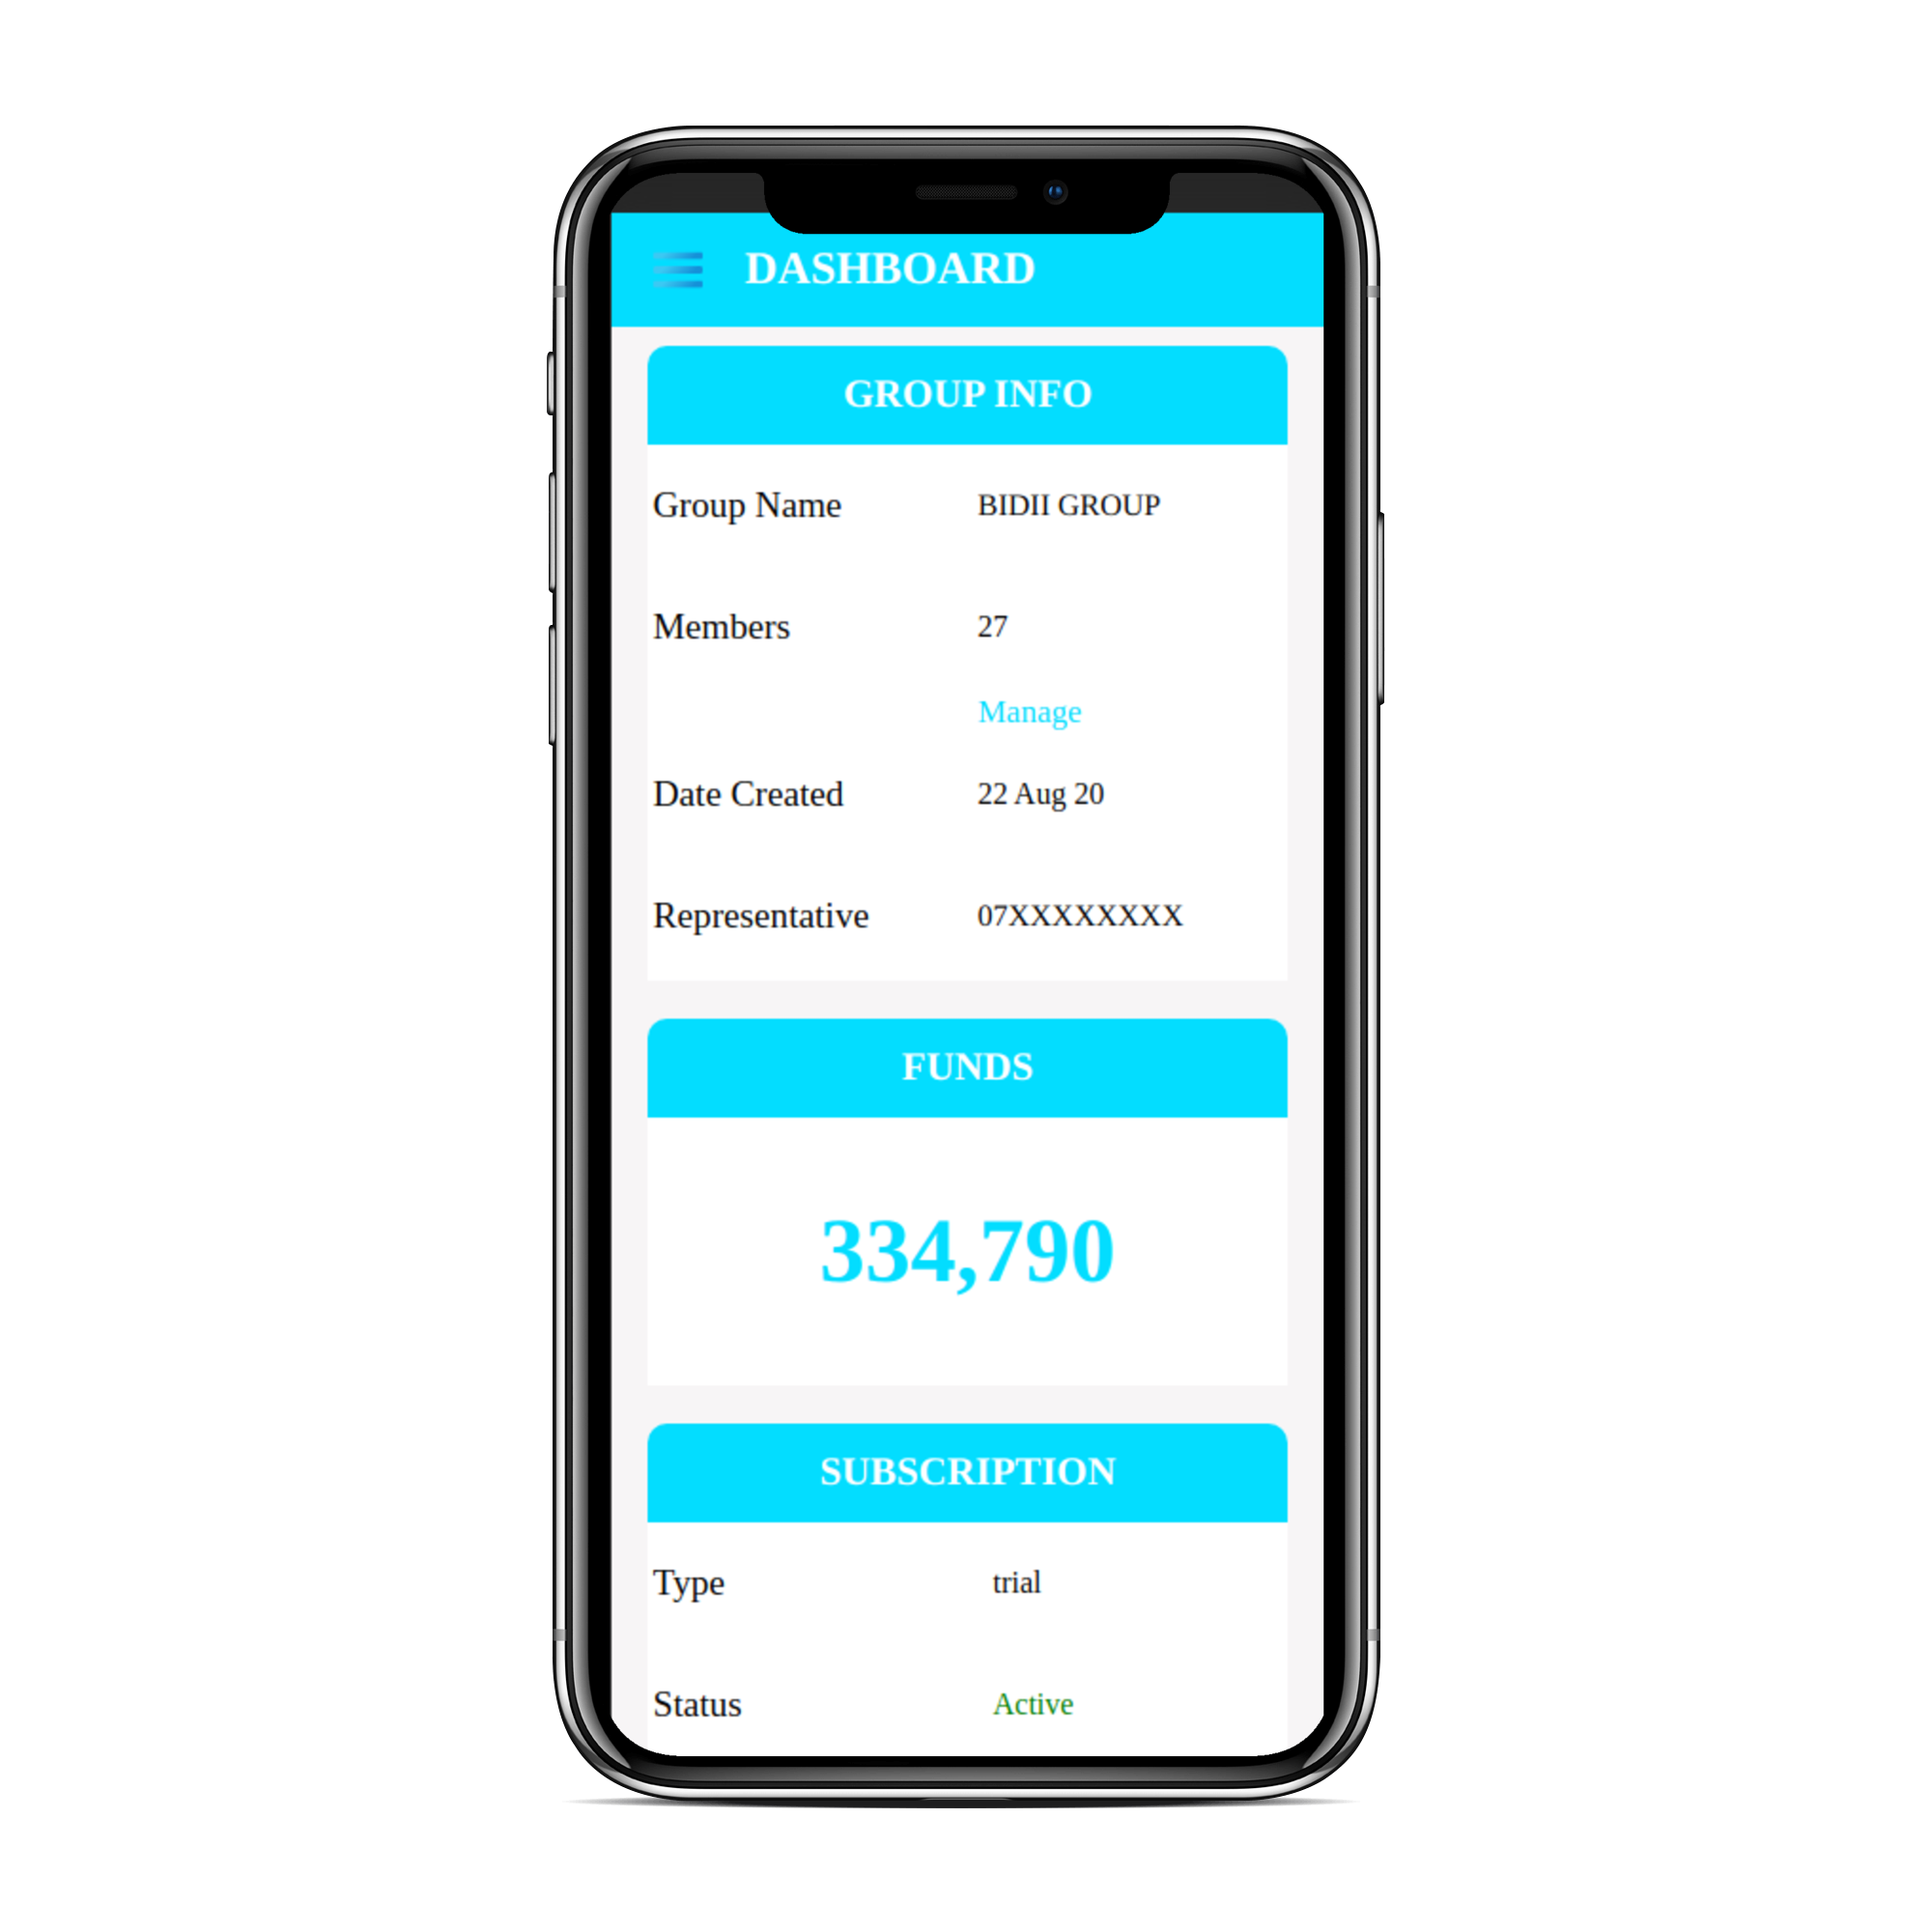 DASHBOARD
GROUP INFO
Group Name BIDII GROUP
Members 27
Manage
Date Created 22 Aug 20
Representative 07XXXXXXXX
FUNDS
334,790
SUBSCRIPTION
Type trial
Status Active